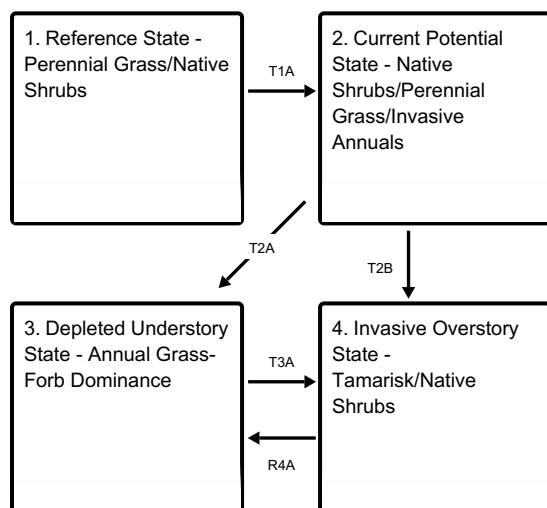 1. Reference State -
Perennial Grass/Native
Shrubs
T1A
2. Current Potential
State - Native
Shrubs/Perennial
Grass/Invasive
Annuals
T2A
T2B
3. Depleted Understory
State - Annual Grass-
Forb Dominance
T3A
R4A
4. Invasive Overstory
State -
Tamarisk/Native
Shrubs